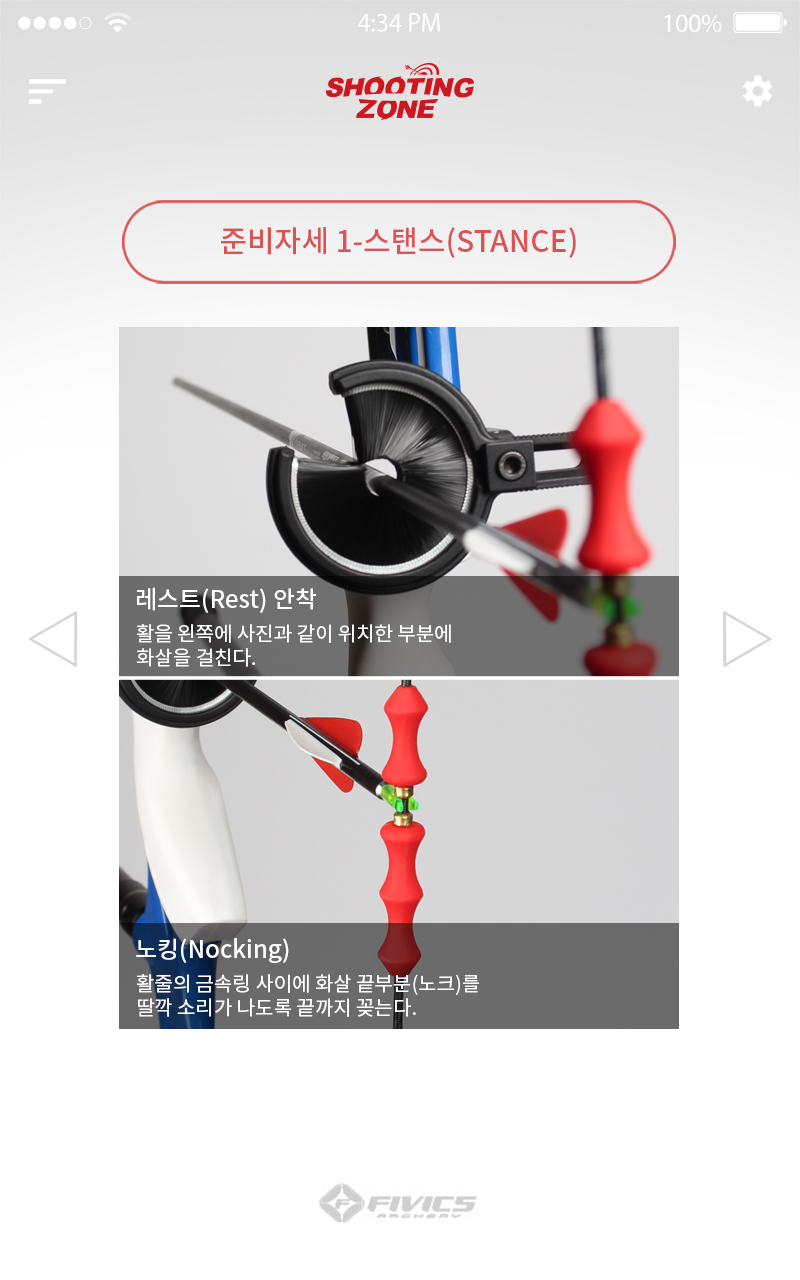 4:34 PM
100%
SHOOTING
ZONE
준비자세 1-스탠스(STANCE)
레스트(Rest) 안착
활을 왼쪽에 사진과 같이 위치한 부분에
화살을 걸친다.
노킹(Nocking)
활줄의 금속링 사이에 화살 끝부분(노크)를
딸깍 소리가 나도록 끝까지 꽂는다.
FIVICS
ARCHERY